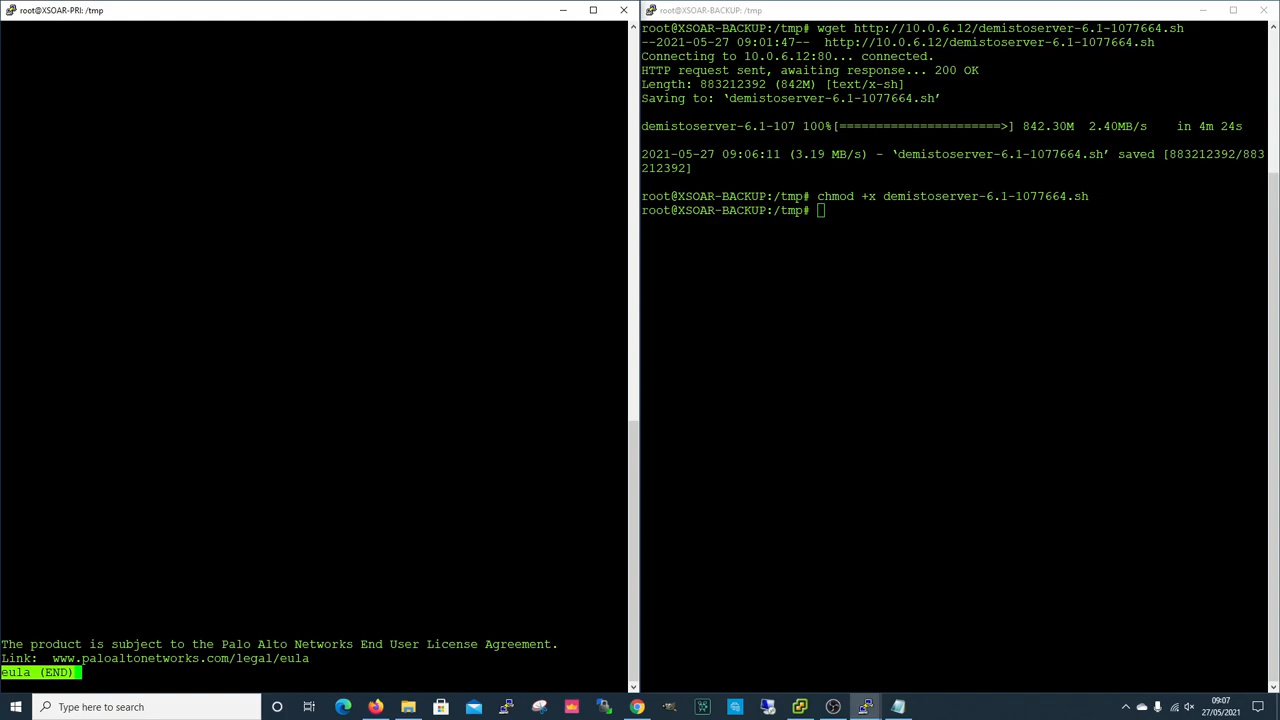 root@XSOAR-PRI: /tmp
The product is subject to the Palo Alto Networks End User License Agreement.
Link:  www.paloaltonetworks.com/legal/eula
eula (END)
root@XSOAR-BACKUP: /tmp
root@XSOAR-BACKUP:/tmp# wget http://10.0.6.12/demistoserver-6.1-1077664.sh
--2021-05-27 09:01:47--  http://10.0.6.12/demistoserver-6.1-1077664.sh
Connecting to 10.0.6.12:80... connected.
HTTP request sent, awaiting response... 200 OK
Length: 883212392 (842M) [text/x-sh]
Saving to: ‘demistoserver-6.1-1077664.sh’
demistoserver-6.1-107 100%[======================>] 842.30M  2.40MB/s    in 4m 24s
2021-05-27 09:06:11 (3.19 MB/s) - ‘demistoserver-6.1-1077664.sh’ saved [883212392/883
212392]
root@XSOAR-BACKUP:/tmp# chmod +x demistoserver-6.1-1077664.sh
root@XSOAR-BACKUP:/tmp#
Type here to search
09:07
27/05/2021